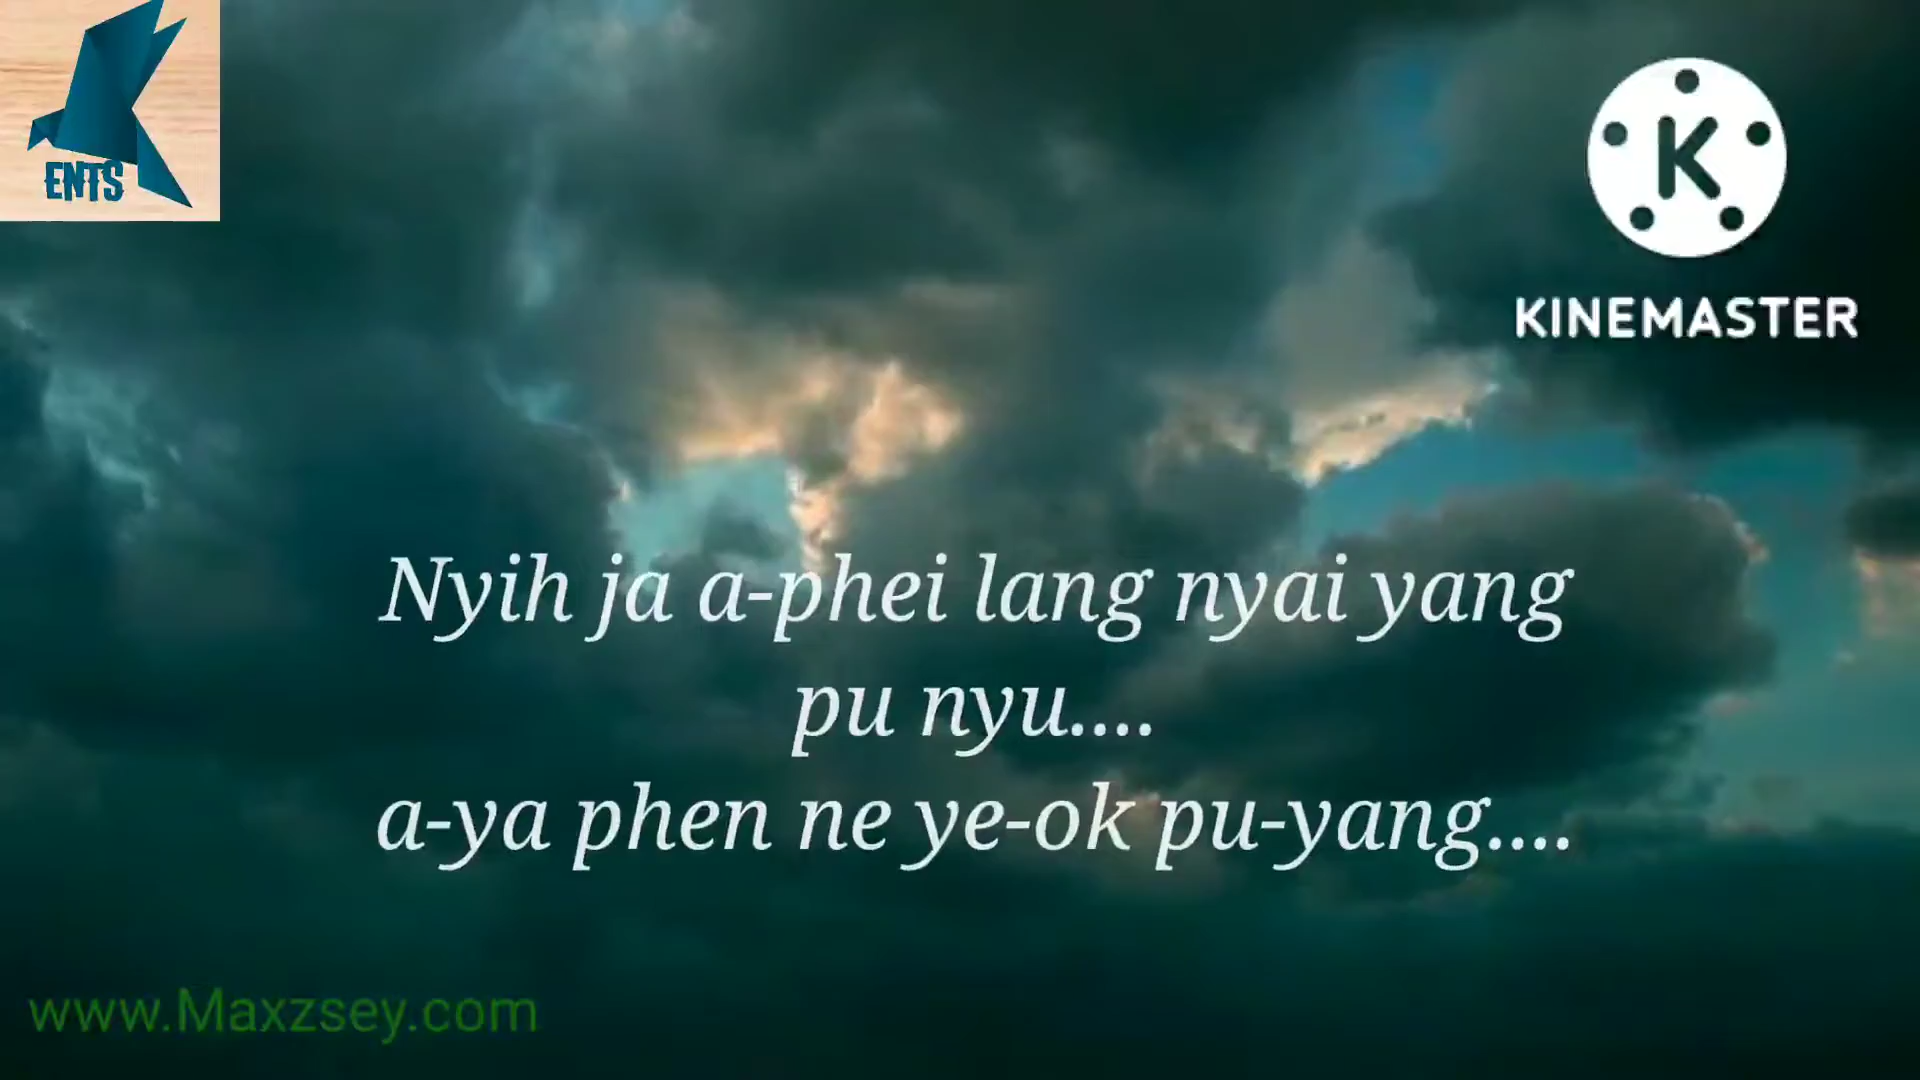 ENTS
K
KINEMASTER
Nyih ja a-phei lang nyai yang
pu nyu....
a-ya phen ne ye-ok pu-yang....
www.Maxzsey.com